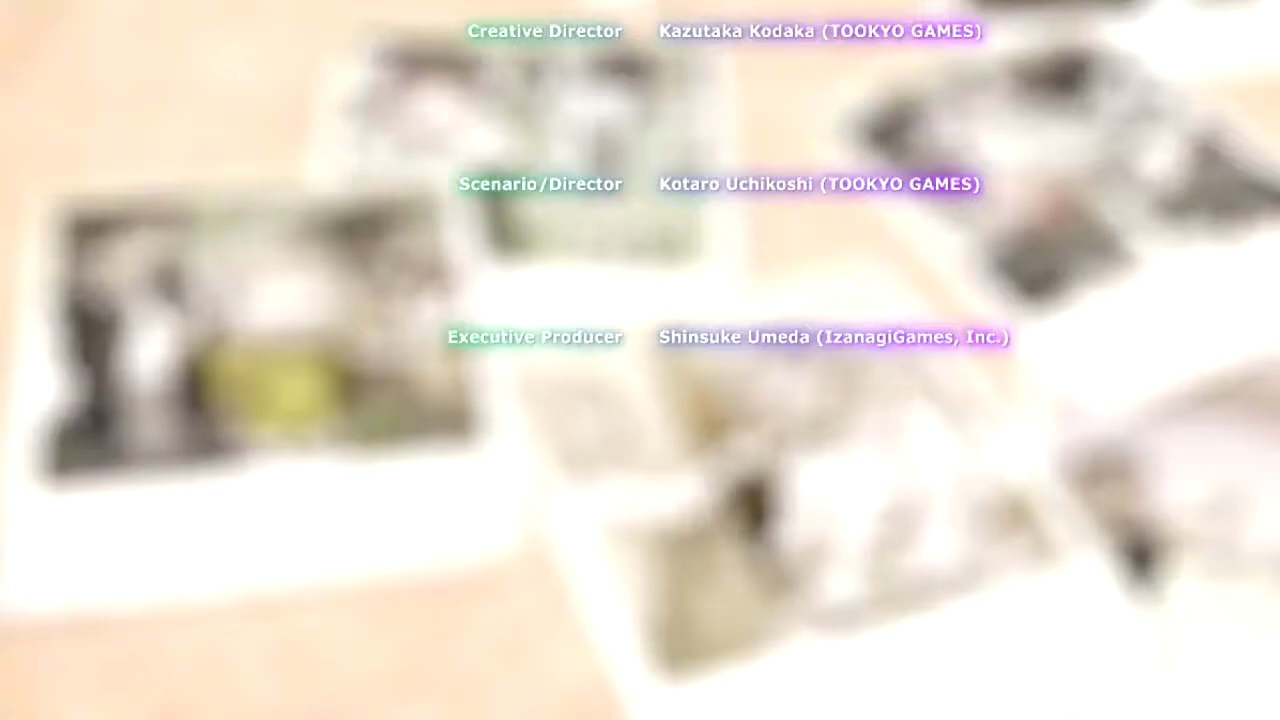 Creative Director Kazutaka Kodaka (TOOKYO GAMES)
Scenario/Director Kotaro Uchikoshi (TOOKYO GAMES)
Executive Producer Shinsuke Umeda (IzanagiGames, Inc.)